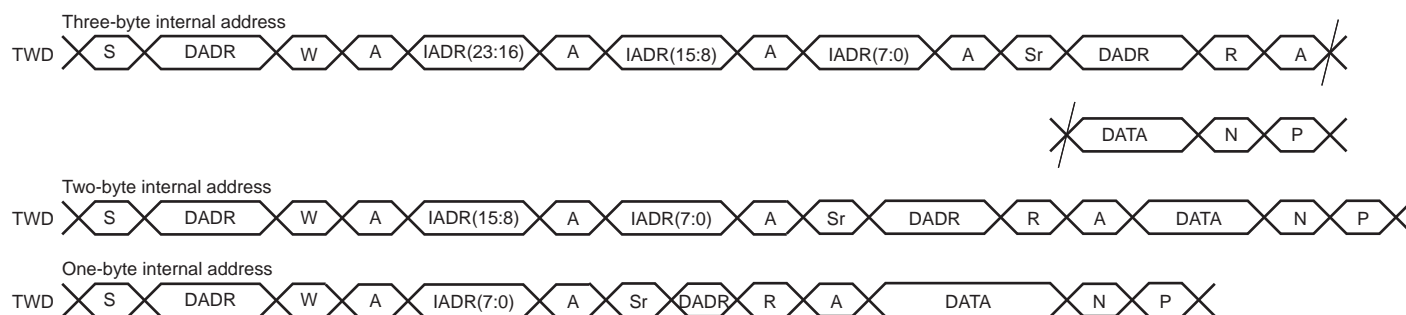 Three-byte internal address
TWD S DADR W A IADR(23:16) A IADR(15:8) A IADR(7:0) A Sr DADR R A
DATA N P
Two-byte internal address
TWD S DADR W A IADR(15:8) A IADR(7:0) A Sr DADR R A DATA N P
One-byte internal address
TWD S DADR W A IADR(7:0) A Sr DADR R A DATA N P